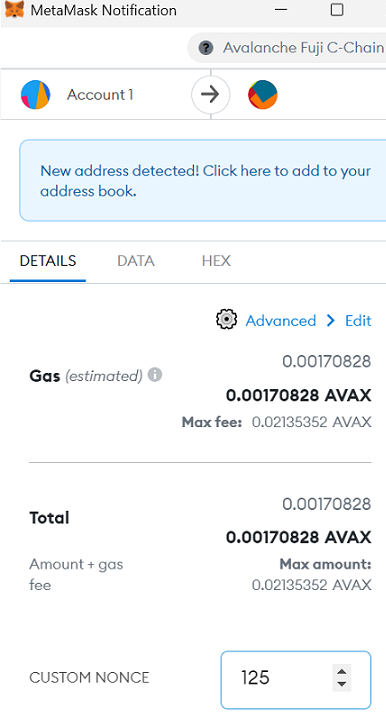 MetaMask Notification
? Avalanche Fuji C-Chain
Account 1
New address detected! Click here to add to your
address book.
DETAILS DATA HEX
Advanced > Edit
0.00170828
Gas (estimated) i
0.00170828 AVAX
Max fee: 0.02135352 AVAX
0.00170828
Total
0.00170828 AVAX
Amount + gas Max amount:
fee 0.02135352 AVAX
CUSTOM NONCE 125